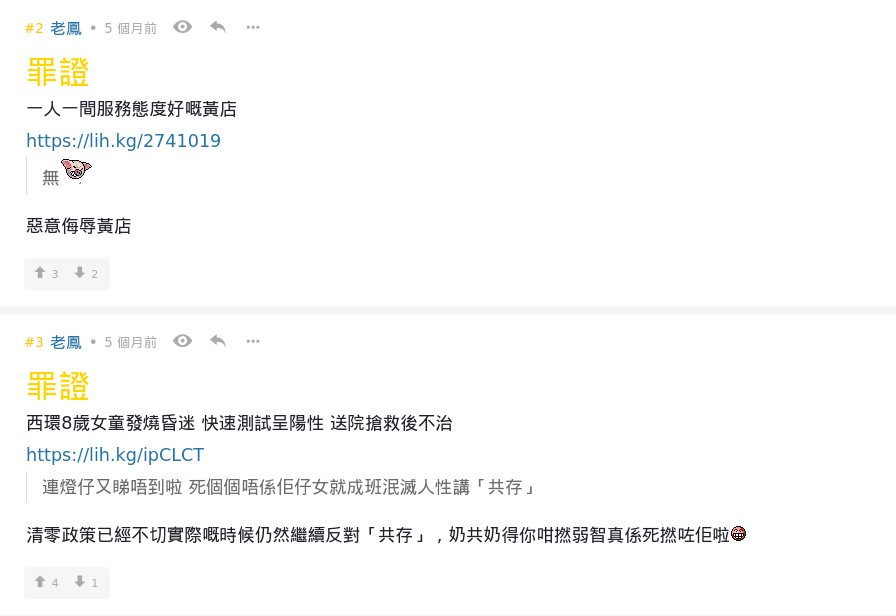 #2 老鳳 • 5 個月前
罪證
一人一間服務態度好嘅黃店
https://lih.kg/2741019
無
惡意侮辱黃店
3 2
#3 老鳳 • 5 個月前
罪證
西環8歲女童發燒昏迷 快速測試呈陽性 送院搶救後不治
https://lih.kg/ipCLCT
連燈仔又睇唔到啦 死個個唔係佢仔女就成班泯滅人性講「共存」
清零政策已經不切實際嘅時候仍然繼續反對「共存」，奶共奶得你咁撚弱智真係死撚咗佢啦
4 1